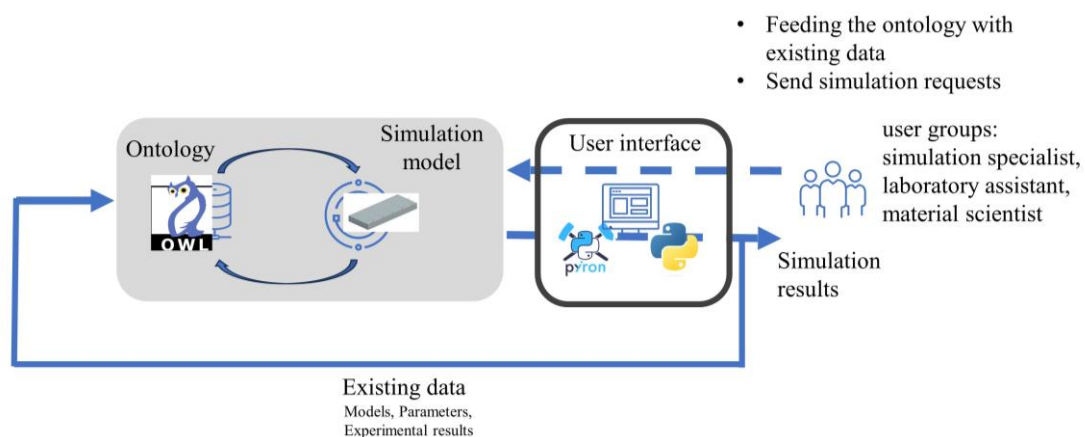 • Feeding the ontology with
existing data
• Send simulation requests
Ontology
Simulation
model
User interface
user groups:
simulation specialist,
laboratory assistant,
material scientist
OWL
pyron
Simulation
results
Existing data
Models, Parameters,
Experimental results